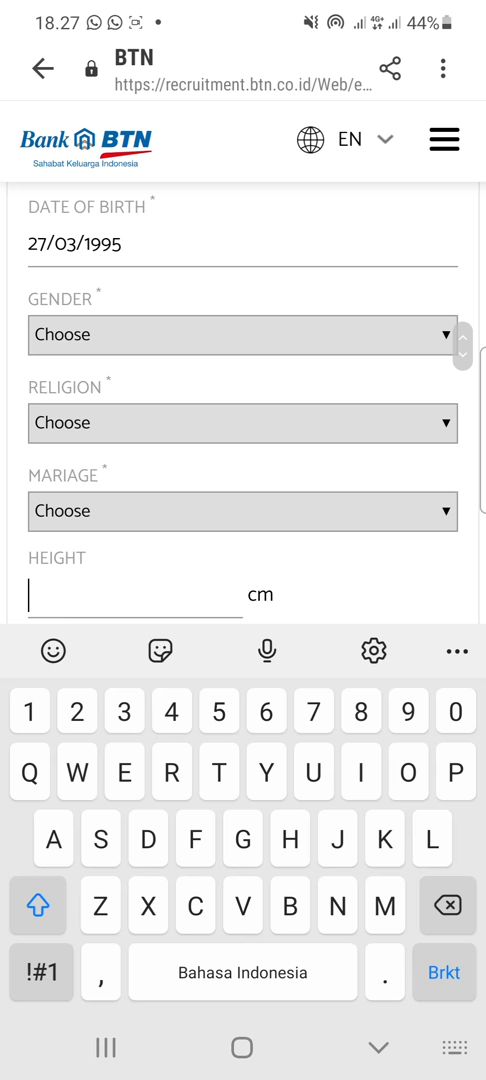 18.27
4G+
44%
BTN
https://recruitment.btn.co.id/Web/e...
Bank BTN
Sahabat Keluarga Indonesia
EN
DATE OF BIRTH *
27/03/1995
GENDER *
Choose
RELIGION *
Choose
MARIAGE *
Choose
HEIGHT
cm
1 2 3 4 5 6 7 8 9 0
Q W E R T Y U I O P
A S D F G H J K L
Z X C V B N M
!#1 , Bahasa Indonesia . Brkt